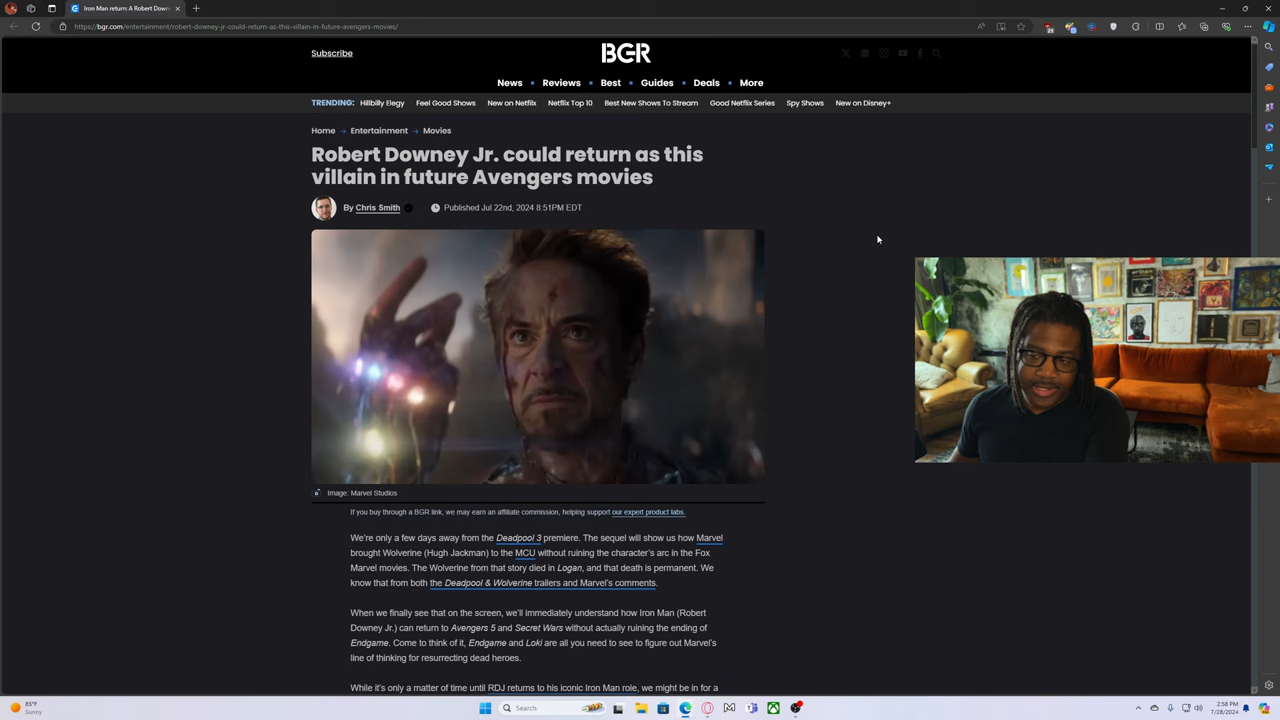 Iron Man return: A Robert Down
https://bgr.com/entertainment/robert-downey-jr-could-return-as-this-villain-in-future-avengers-movies/
Subscribe
BGR
News • Reviews • Best • Guides • Deals • More
TRENDING: Hillbilly Elegy Feel Good Shows New on Netflix Netflix Top 10 Best New Shows To Stream Good Netflix Series Spy Shows New on Disney+
Home → Entertainment → Movies
Robert Downey Jr. could return as this
villain in future Avengers movies
By Chris Smith Published Jul 22nd, 2024 8:51PM EDT
Image: Marvel Studios
If you buy through a BGR link, we may earn an affiliate commission, helping support our expert product labs.
We're only a few days away from the Deadpool 3 premiere. The sequel will show us how Marvel
brought Wolverine (Hugh Jackman) to the MCU without ruining the character's arc in the Fox
Marvel movies. The Wolverine from that story died in Logan, and that death is permanent. We
know that from both the Deadpool & Wolverine trailers and Marvel's comments.
When we finally see that on the screen, we'll immediately understand how Iron Man (Robert
Downey Jr.) can return to Avengers 5 and Secret Wars without actually ruining the ending of
Endgame. Come to think of it, Endgame and Loki are all you need to see to figure out Marvel's
line of thinking for resurrecting dead heroes.
While it's only a matter of time until RDJ returns to his iconic Iron Man role, we might be in for a
85°F
Sunny
Search
2:58 PM
7/28/2024